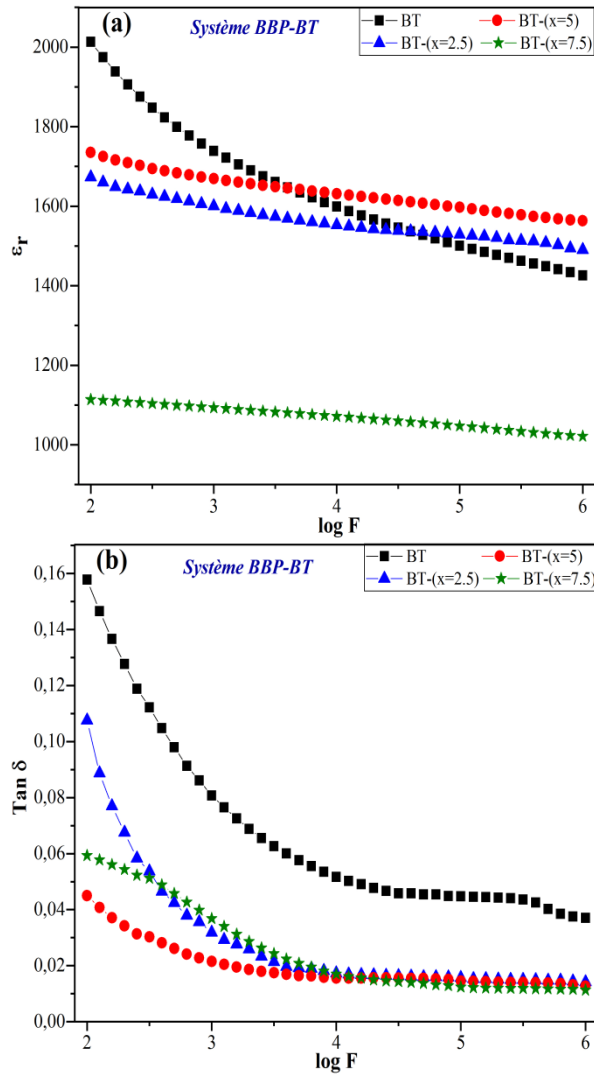 (a)
Système BBP-BT
BT BT-(x=5)
BT-(x=2.5) BT-(x=7.5)
2000
1800
1600
1400
1100
1000
εr
2 3 4 5 6
log F
(b)
Système BBP-BT
BT BT-(x=5)
BT-(x=2.5) BT-(x=7.5)
0,16
0,14
0,12
0,10
0,08
0,06
0,04
0,02
0,00
Tan δ
2 3 4 5 6
log F